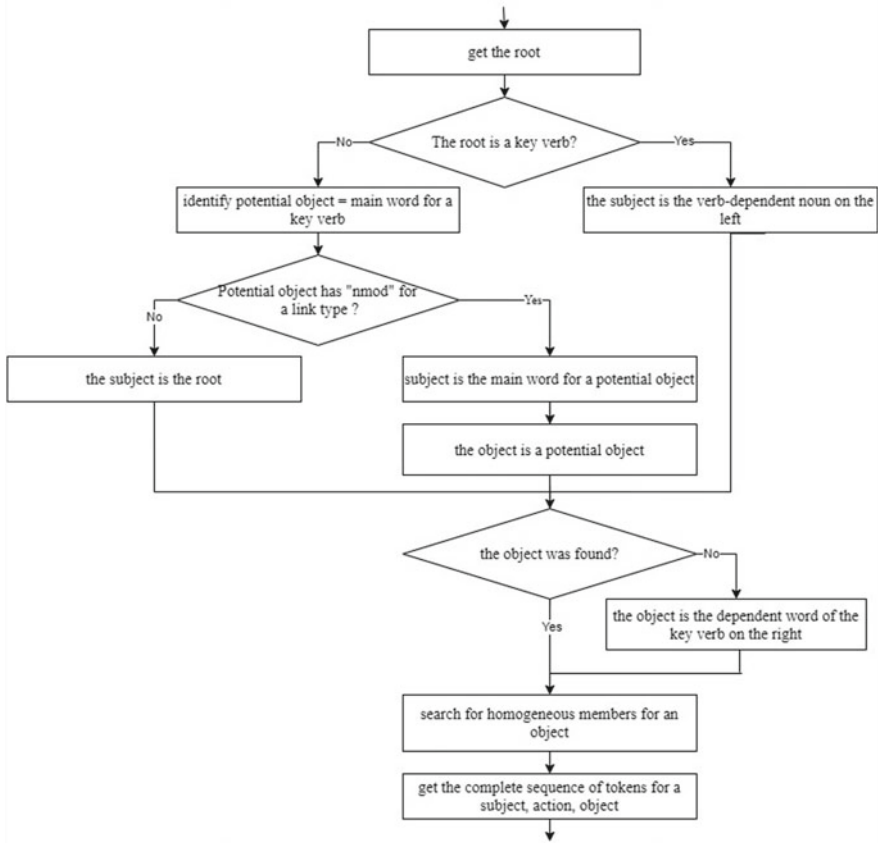 get the root
The root is a key verb?
No
Yes
identify potential object = main word for a
key verb
the subject is the verb-dependent noun on the
left
Potential object has "nmod" for
a link type ?
No
Yes
the subject is the root
subject is the main word for a potential object
the object is a potential object
the object was found?
No
Yes
the object is the dependent word of the
key verb on the right
search for homogeneous members for an
object
get the complete sequence of tokens for a
subject, action, object